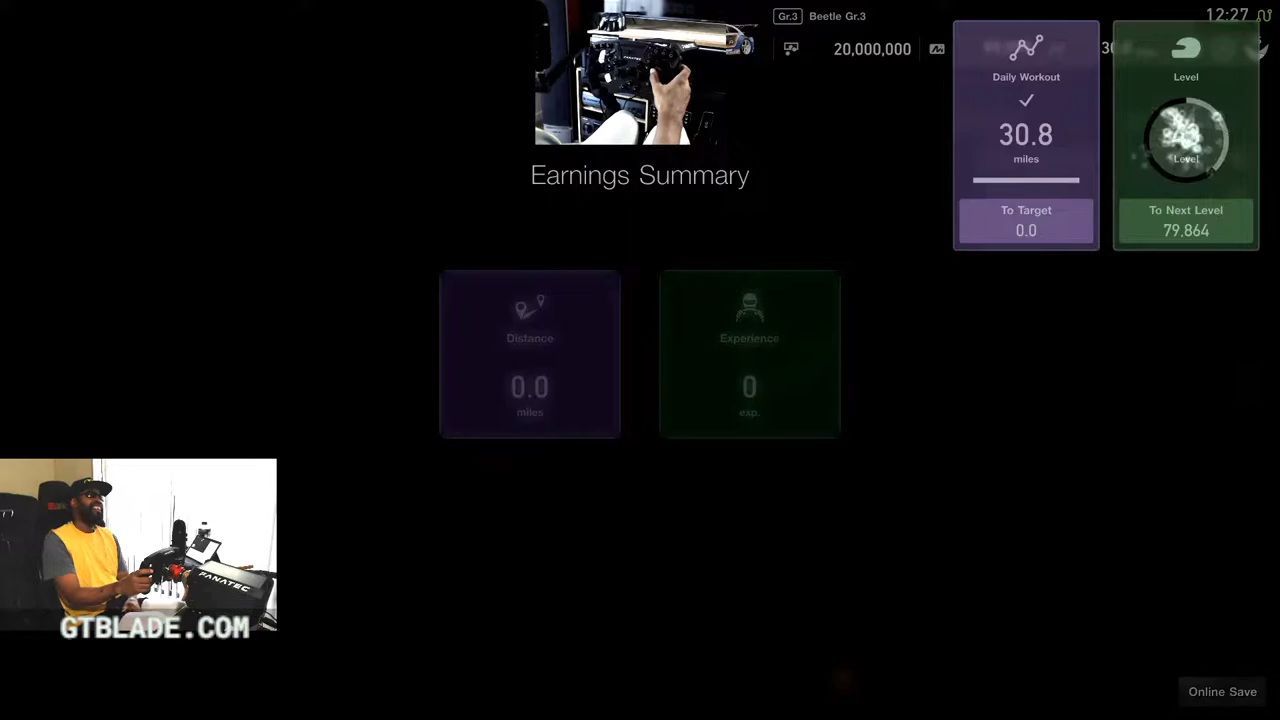 Gr.3 Beetle Gr.3
12:27
20,000,000
FANATEC
Earnings Summary
Daily Workout
30.8
miles
To Target
0.0
Level
Level
To Next Level
79,864
Distance
0.0
miles
Experience
0
exp.
FANATEC
GTBLADE.COM
Online Save